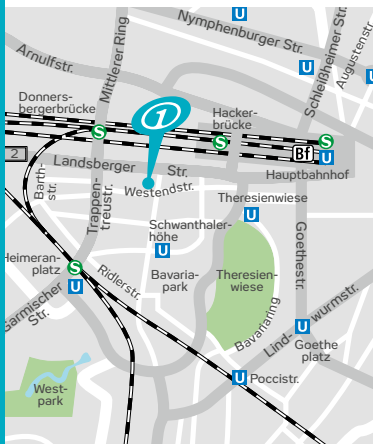 U
Nymphenburger Str.
U
Arnulfstr.
Mittlerer Ring
Schleißheimer Str.
Augustenstr.
U
U
Donners-
bergerbrücke
1
Hacker-
brücke
S
S
S
2
Bf
U
Landsberger Str.
Hauptbahnhof
Barth-
str.
Westendstr.
Trappen-
treustr.
Theresienwiese
U
Schwanthaler-
höhe
U
Goethestr.
Heimeran-
platz
S
U
Ridlerstr.
Bavaria-
park
Theresien-
wiese
Garmischer
Str.
Bavariaring
Lind-
wurmstr.
U
Goethe
platz
West-
park
U
Poccistr.